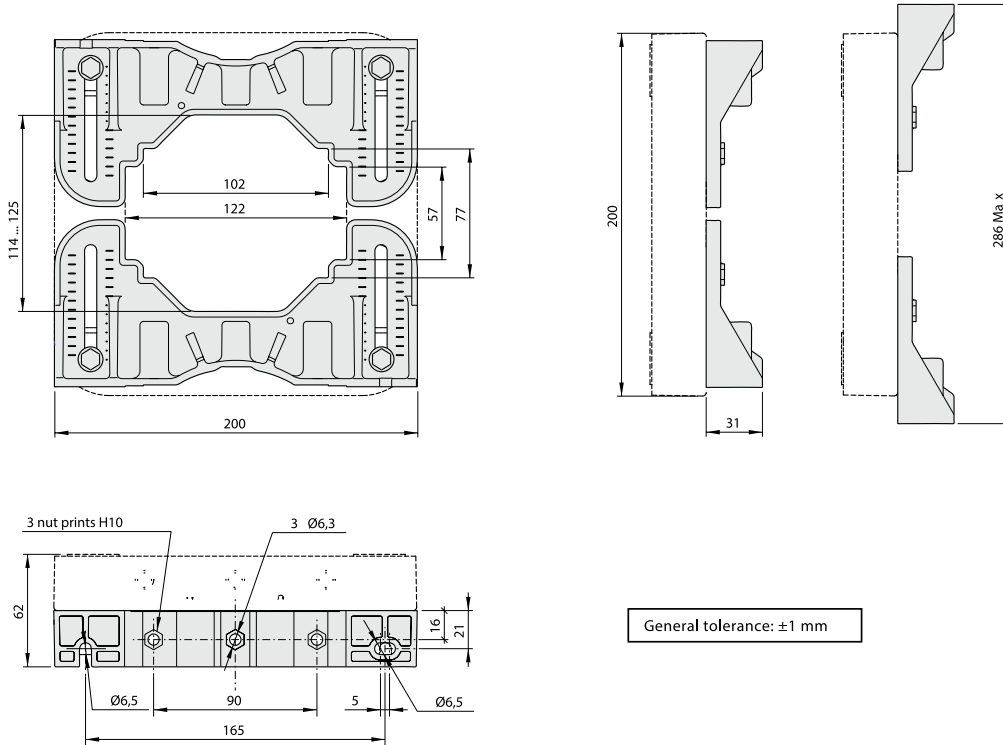 114 ... 125
102
122
57
77
200
200
31
286 Ma x
3 nut prints H10
3 Ø6,3
62
16
21
Ø6,5
90
5
Ø6,5
165
General tolerance: ±1 mm